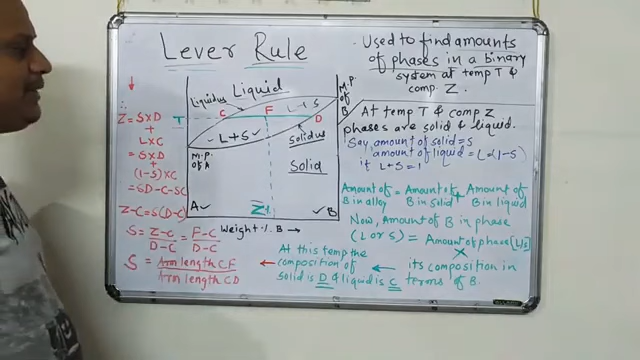 Lever Rule
Used to find amounts
of phases in a binary
system at temp T &
comp. Z.
↓
∴
Z = S×D
+
L×C
= S×D
+
(1-S)×C
= SD-C-SC
Z-C=S(D-C)
S = Z-C/D-C = F-C/D-C
S = Arm length CF/Arm length CD
Liquid
Liquidus
L+S
M.P.
of
B
T
C
F
D
- L+S ✓
Solidus
M.P.
of A
Solid
A ✓
Z
✓ B
Weight % B →
At temp T & comp Z
phases are solid & liquid.
Say, amount of solid = S
amount of liquid = L = (1-S)
if L+S = 1
Amount of B in alloy = Amount of B in solid + Amount of B in liquid
Now, Amount of B in phase
(L or S) = Amount of phase [L/S]
×
its composition in
terms of B.
←
At this temp the
composition of
solid is D & liquid is C
←